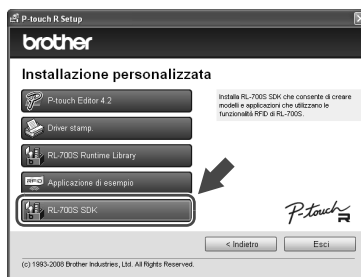 P-touch R Setup
brother
Installazione personalizzata
P-touch Editor 4.2
Driver stamp.
RL-700S Runtime Library
RFID Applicazione di esempio
RL-700S SDK
Installa RL-700S SDK che consente di creare
modelli e applicazioni che utilizzano le
funzionalità RFID di RL-700S.
P-touch R
< Indietro
Esci
(c) 1993-2008 Brother Industries, Ltd. All Rights Reserved.